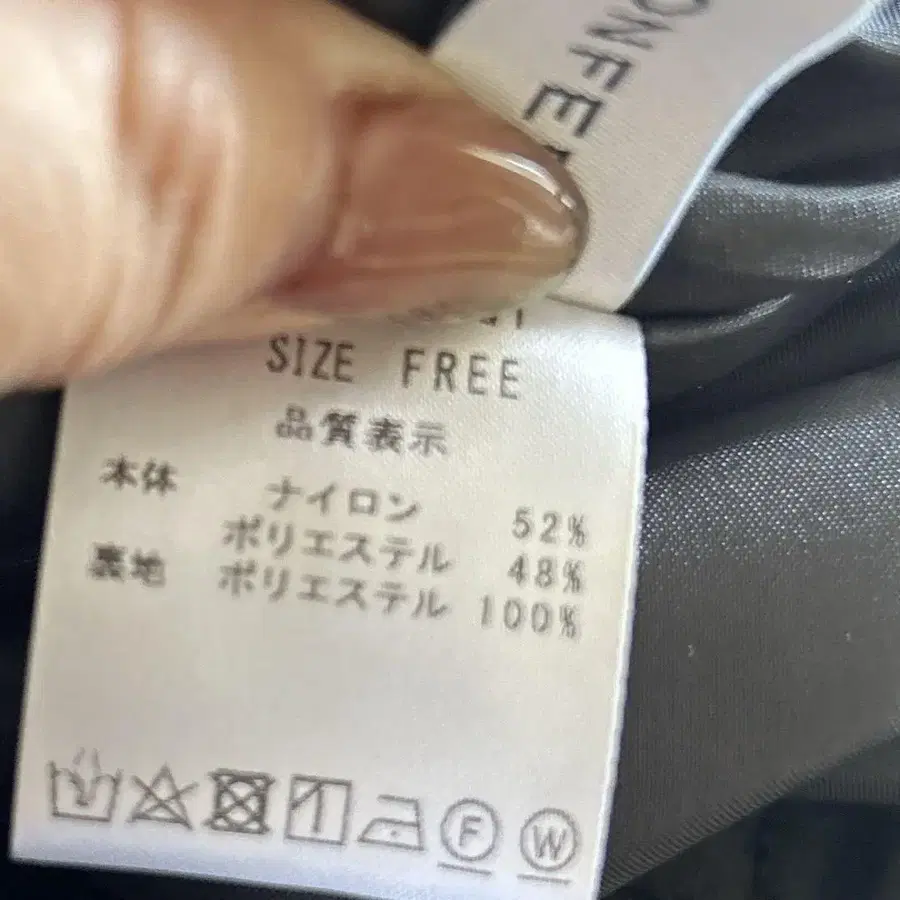 ONFE
SIZE FREE
品質表示
本体 ナイロン 52%
ポリエステル 48%
裏地 ポリエステル 100%
F W